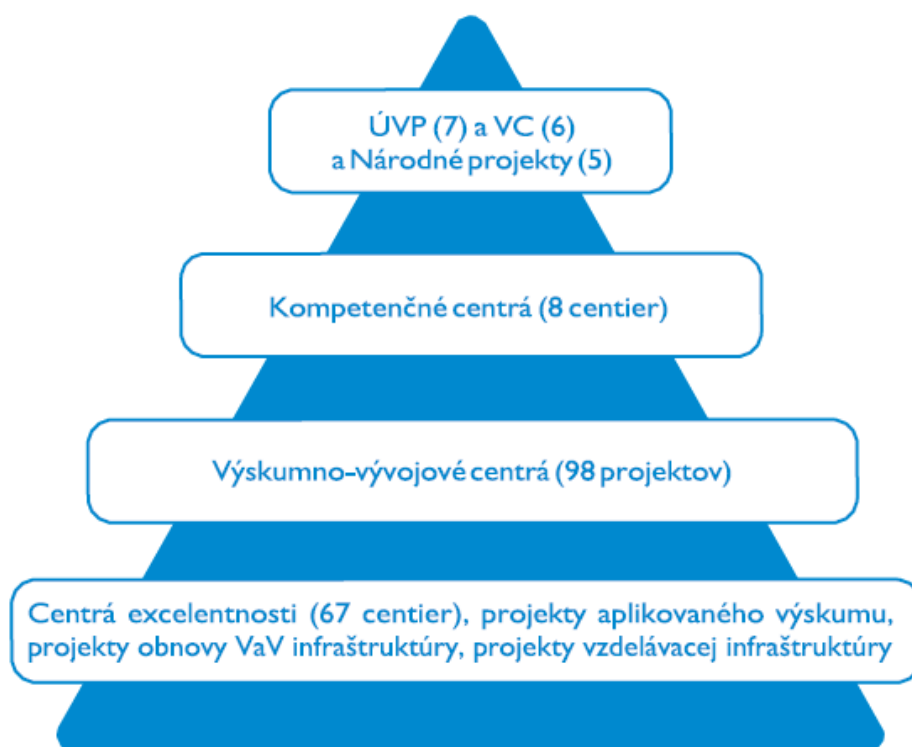 ÚVP (7) a VC (6)
a Národné projekty (5)
Kompetenčné centrá (8 centier)
Výskumno-vývojové centrá (98 projektov)
Centrá excelentnosti (67 centier), projekty aplikovaného výskumu,
projekty obnovy VaV infraštruktúry, projekty vzdelávacej infraštruktúry